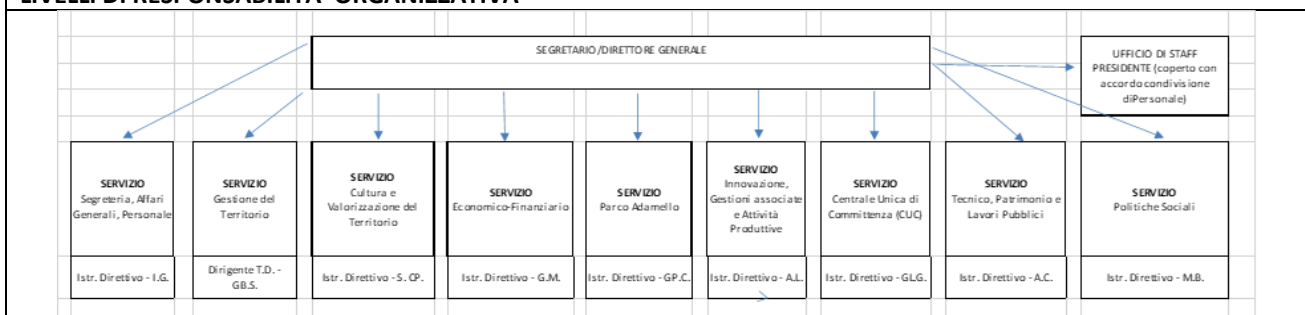 LIVELLI DI RESPONSABILITA' ORGANIZZATIVA
SEGRETARIO/DIRETTORE GENERALE
UFFICIO DI STAFF
PRESIDENTE (coperto con
accordo condivisione
diPersonale)
SERVIZIO
Segreteria, Affari
Generali, Personale
SERVIZIO
Gestione del
Territorio
SERVIZIO
Cultura e
Valorizzazione del
Territorio
SERVIZIO
Economico-Finanziario
SERVIZIO
Parco Adamello
SERVIZIO
Innovazione,
Gestioni associate
e Attività
Produttive
SERVIZIO
Centrale Unica di
Committenza (CUC)
SERVIZIO
Tecnico, Patrimonio e
Lavori Pubblici
SERVIZIO
Politiche Sociali
Istr. Direttivo - I.G.
Dirigente T.D. -
GB.S.
Istr. Direttivo - S. CP.
Istr. Direttivo - G.M.
Istr. Direttivo - GP.C.
Istr. Direttivo - A.L.
Istr. Direttivo - GL.G.
Istr. Direttivo - A.C.
Istr. Direttivo - M.B.